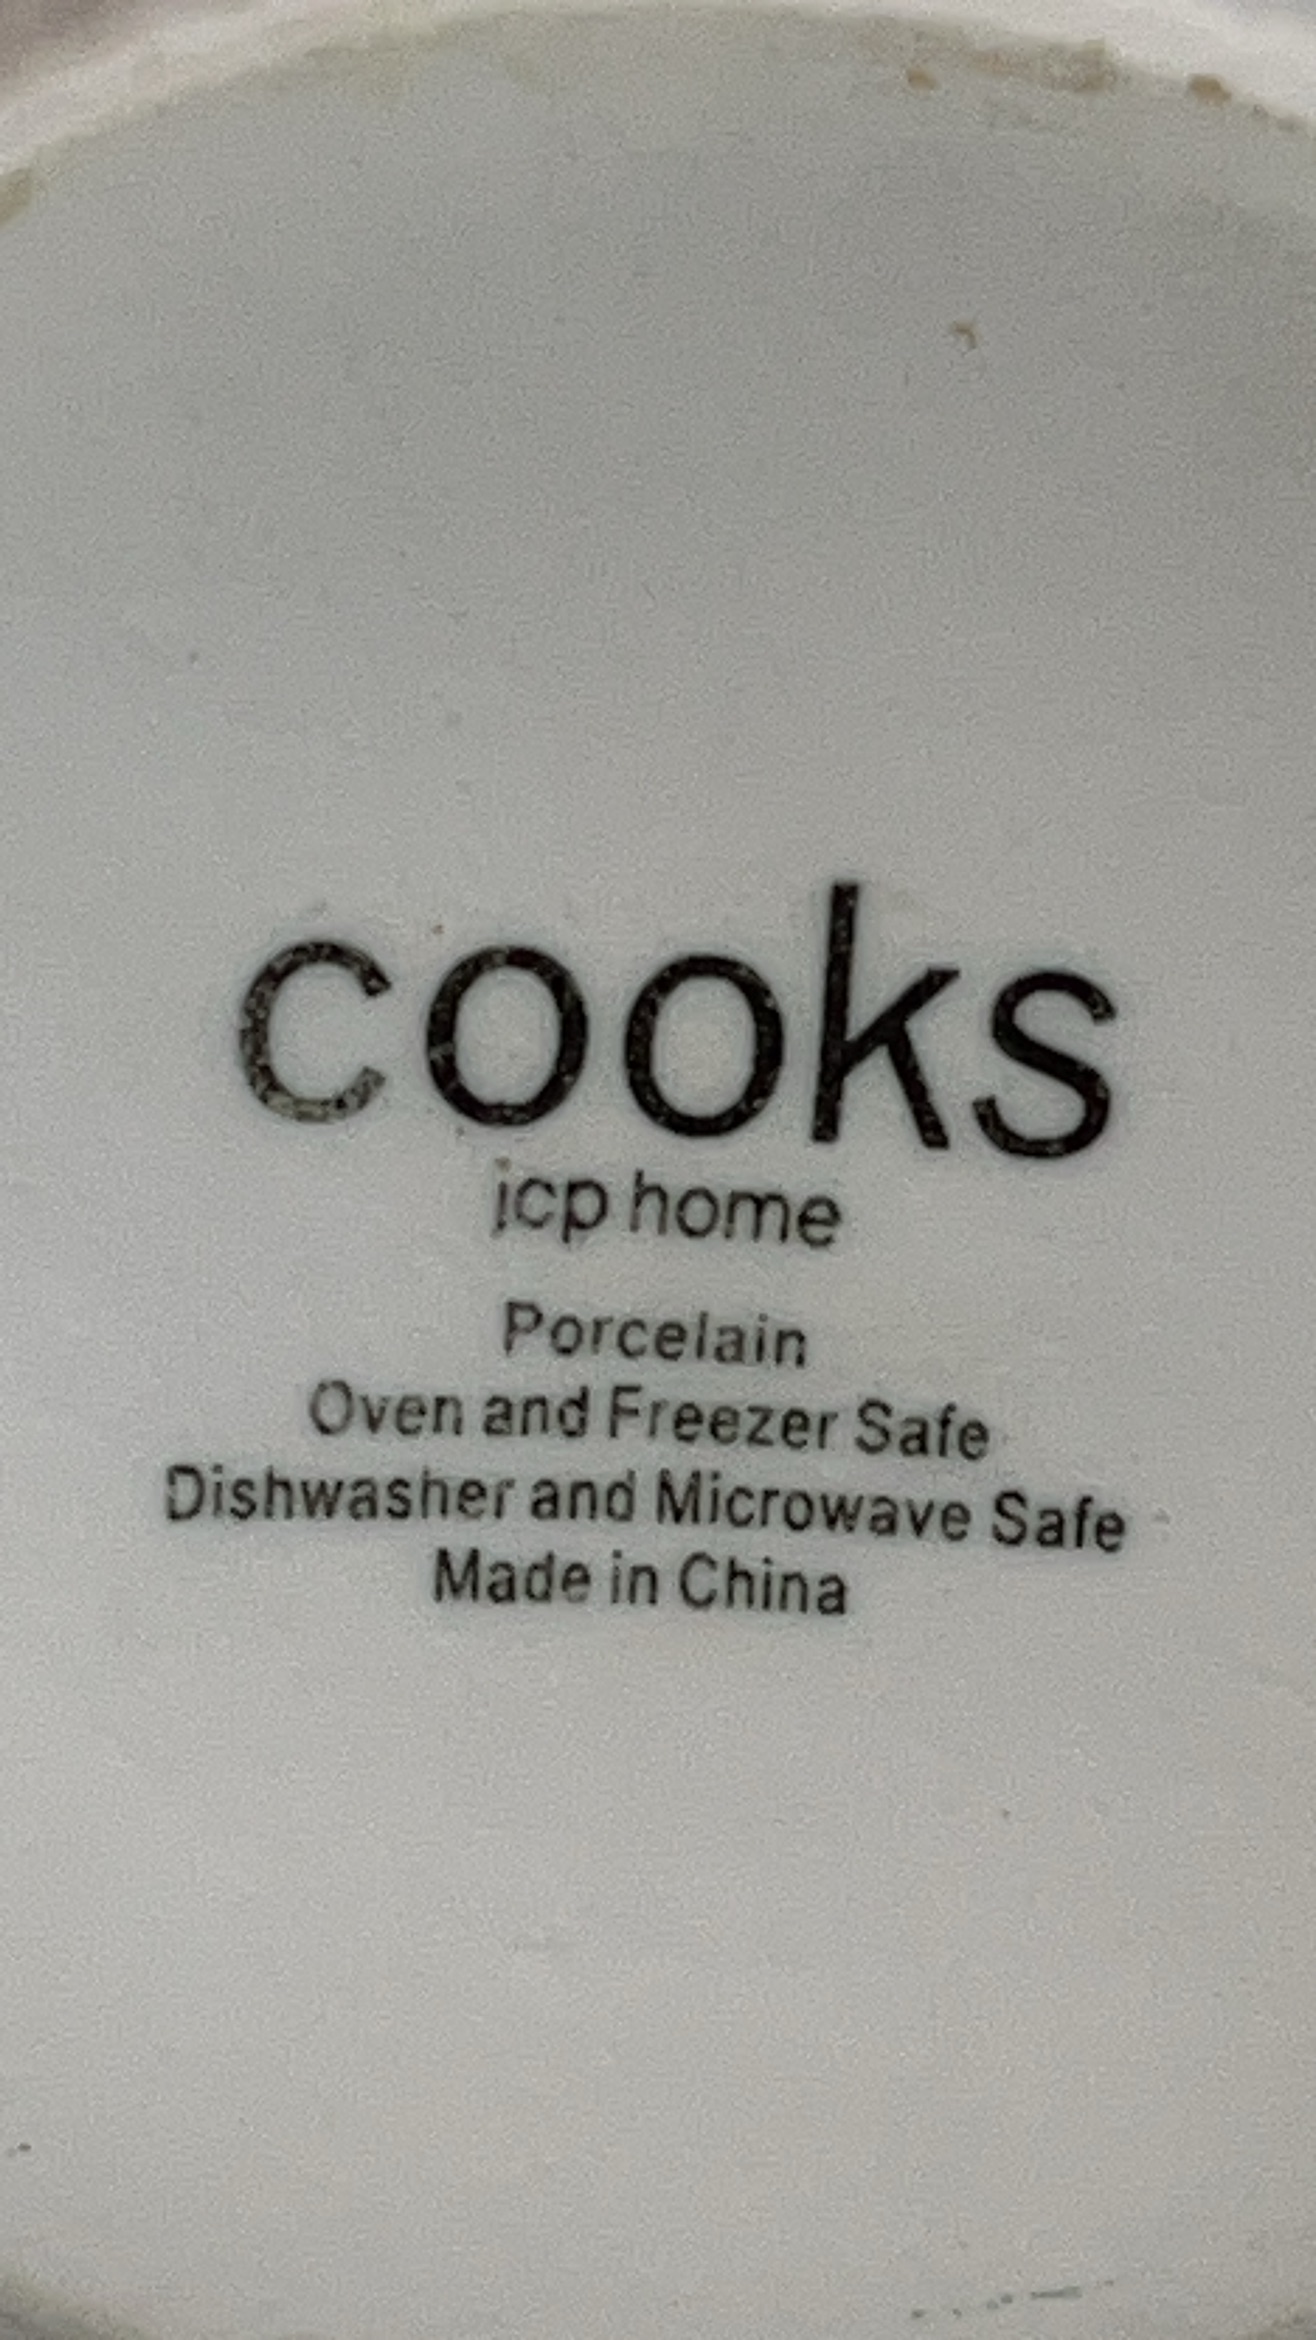 cooks
icp home
Porcelain
Oven and Freezer Safe
Dishwasher and Microwave Safe
Made in China